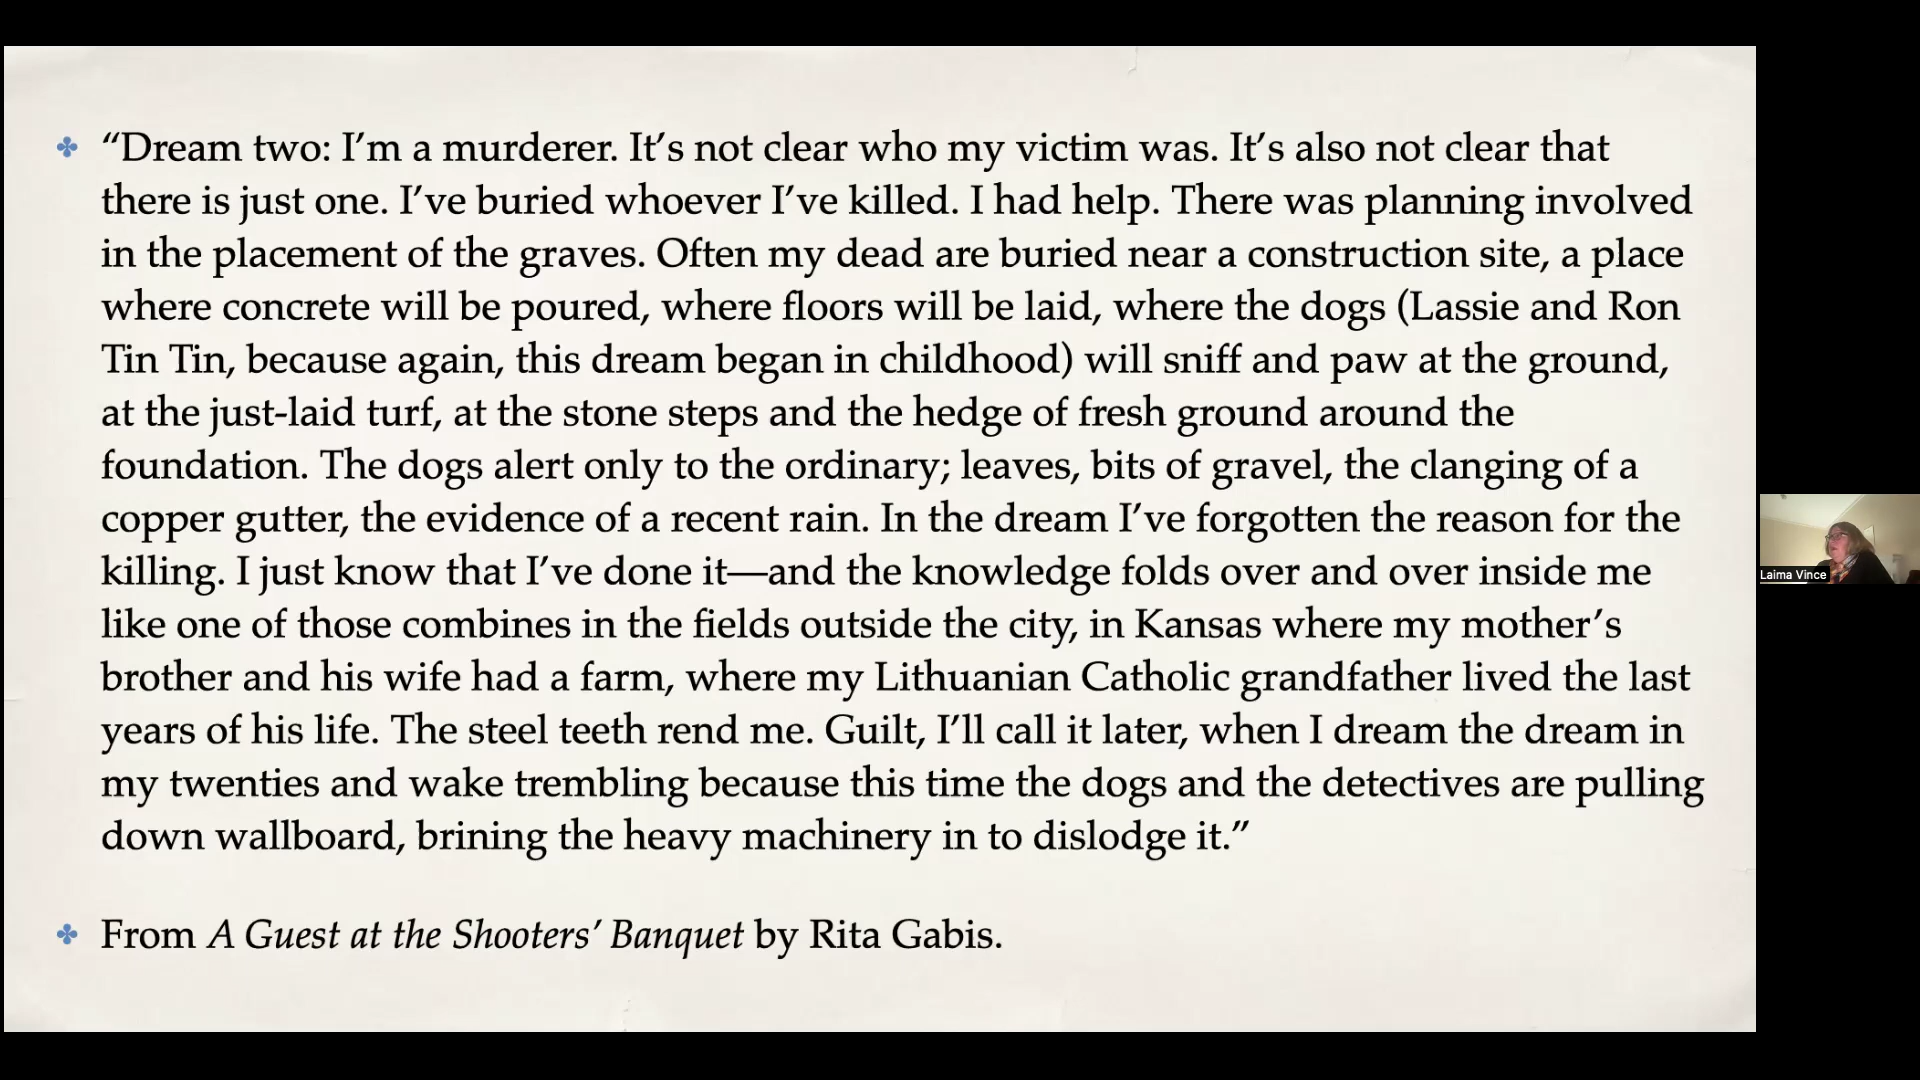 “Dream two: I’m a murderer. It’s not clear who my victim was. It’s also not clear that
there is just one. I’ve buried whoever I’ve killed. I had help. There was planning involved
in the placement of the graves. Often my dead are buried near a construction site, a place
where concrete will be poured, where floors will be laid, where the dogs (Lassie and Ron
Tin Tin, because again, this dream began in childhood) will sniff and paw at the ground,
at the just-laid turf, at the stone steps and the hedge of fresh ground around the
foundation. The dogs alert only to the ordinary; leaves, bits of gravel, the clanging of a
copper gutter, the evidence of a recent rain. In the dream I’ve forgotten the reason for the
killing. I just know that I’ve done it—and the knowledge folds over and over inside me
like one of those combines in the fields outside the city, in Kansas where my mother’s
brother and his wife had a farm, where my Lithuanian Catholic grandfather lived the last
years of his life. The steel teeth rend me. Guilt, I’ll call it later, when I dream the dream in
my twenties and wake trembling because this time the dogs and the detectives are pulling
down wallboard, brining the heavy machinery in to dislodge it.”
From A Guest at the Shooters’ Banquet by Rita Gabis.
Laima Vince